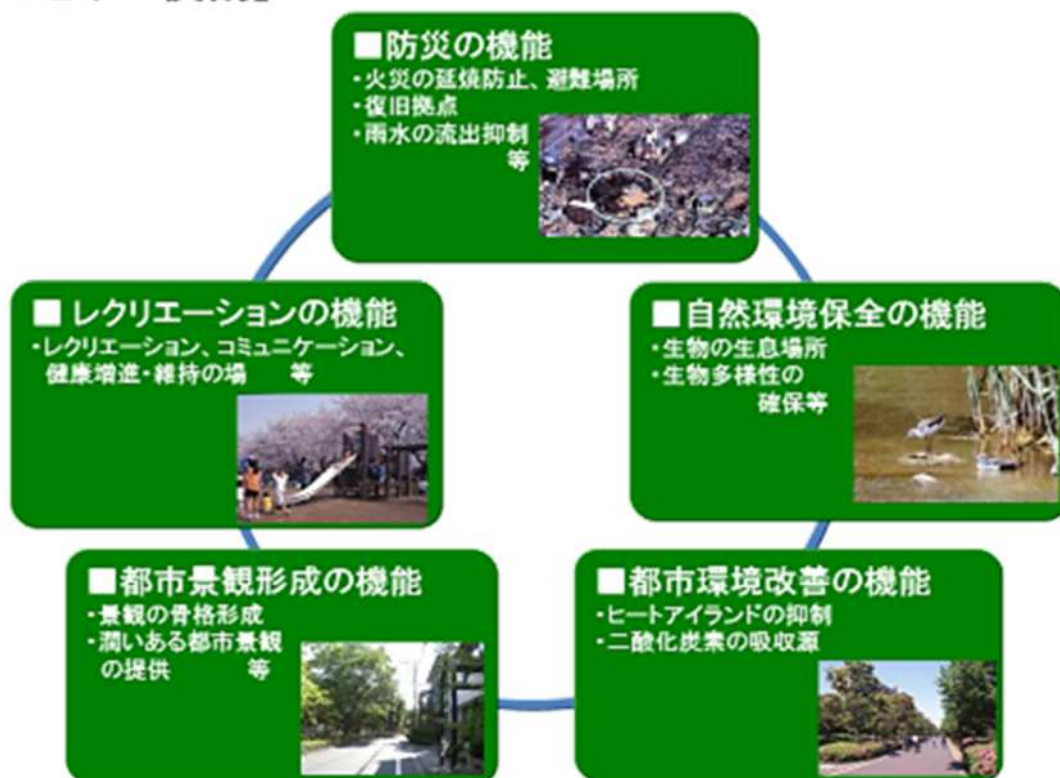 ■防災の機能
・火災の延焼防止、避難場所
・復旧拠点
・雨水の流出抑制
等
■ レクリエーションの機能
・レクリエーション、コミュニケーション、
健康増進・維持の場　等
■自然環境保全の機能
・生物の生息場所
・生物多様性の
確保等
■都市景観形成の機能
・景観の骨格形成
・潤いある都市景観
の提供　等
■都市環境改善の機能
・ヒートアイランドの抑制
・二酸化炭素の吸収源